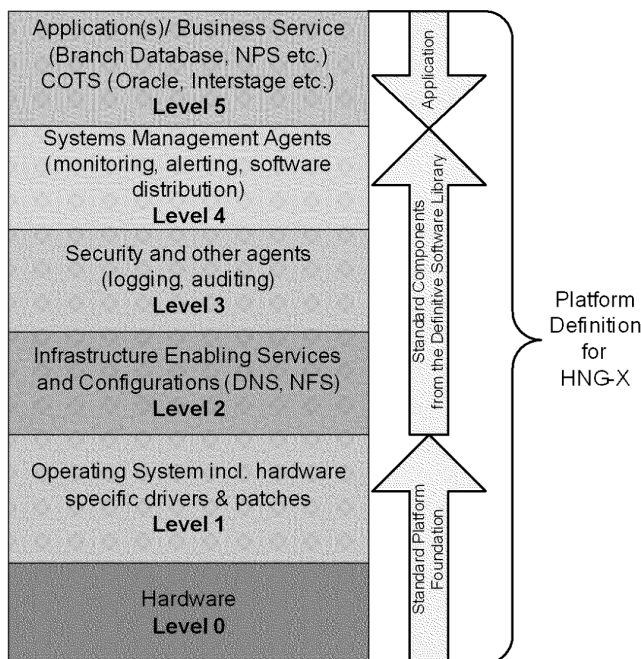 Application(s)/ Business Service
(Branch Database, NPS etc.)
COTS (Oracle, Interstage etc.)
Level 5
Systems Management Agents
(monitoring, alerting, software
distribution)
Level 4
Security and other agents
(logging, auditing)
Level 3
Infrastructure Enabling Services
and Configurations (DNS, NFS)
Level 2
Operating System incl. hardware
specific drivers & patches
Level 1
Hardware
Level 0
Application
Standard Components
from the Definitive Software Library
Standard Platform
Foundation
Platform
Definition
for
HNG-X